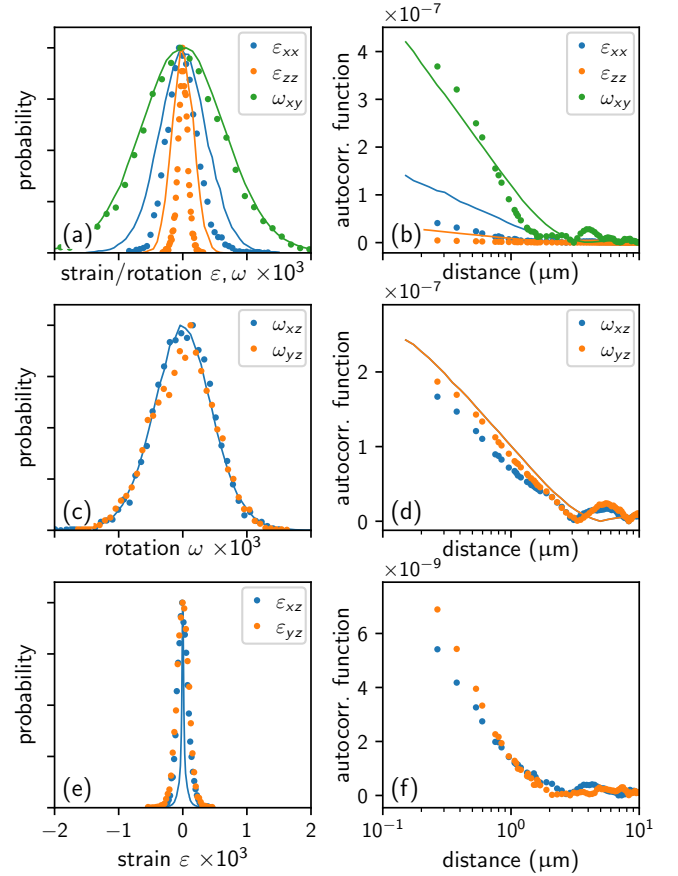 ×10⁻⁷
probability
ε_xx
ε_zz
ω_xy
(a)
strain/rotation ε, ω ×10³
autocorr. function
4
3
2
1
0
ε_xx
ε_zz
ω_xy
(b)
distance (µm)
×10⁻⁷
probability
ω_xz
ω_yz
(c)
rotation ω ×10³
autocorr. function
2
1
0
ω_xz
ω_yz
(d)
distance (µm)
×10⁻⁹
probability
ε_xz
ε_yz
(e)
−2
−1
0
1
2
strain ε ×10³
autocorr. function
6
4
2
0
(f)
10⁻¹
10⁰
10¹
distance (µm)